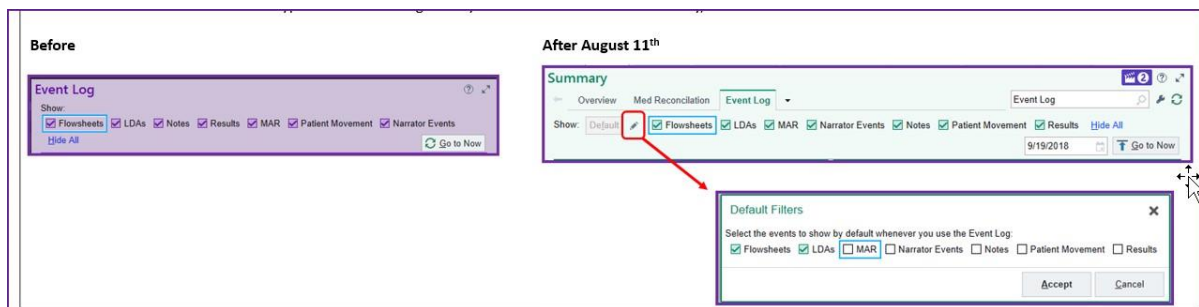 Before
After August 11th
Event Log
Show:
Flowsheets LDAs Notes Results MAR Patient Movement Narrator Events
Hide All
Go to Now
Summary
2
Overview Med Reconcilation Event Log
Event Log
Show: Default Flowsheets LDAs MAR Narrator Events Notes Patient Movement Results Hide All
9/19/2018 Go to Now
Default Filters
Select the events to show by default whenever you use the Event Log:
Flowsheets LDAs MAR Narrator Events Notes Patient Movement Results
Accept Cancel